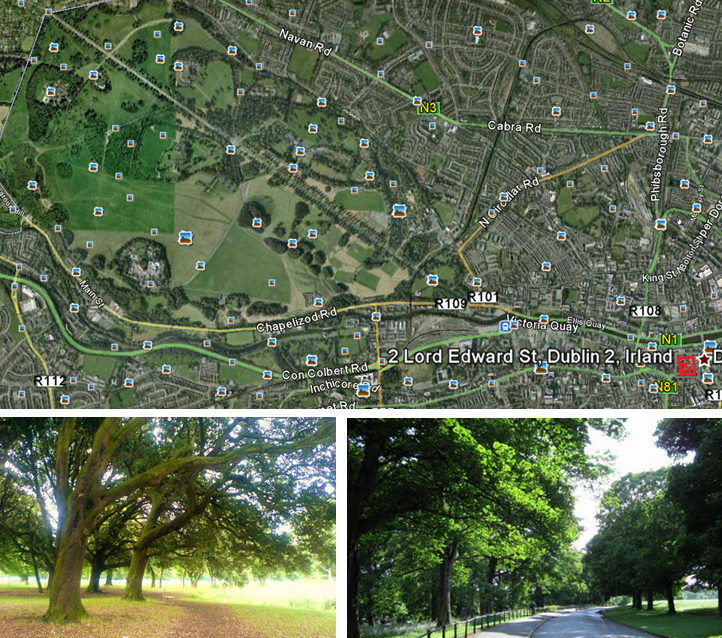 N2
Botanic Rd
Navan Rd
N3
Cabra Rd
Phibsborough Rd
N Circular Rd
King St
R109
R101
R108
Main St
Chapelizod Rd
Victoria Quay
Ellis Quay
N1
2 Lord Edward St, Dublin 2, Irland
D
Con Colbert Rd
Inchicore Rd
R112
N81
R1